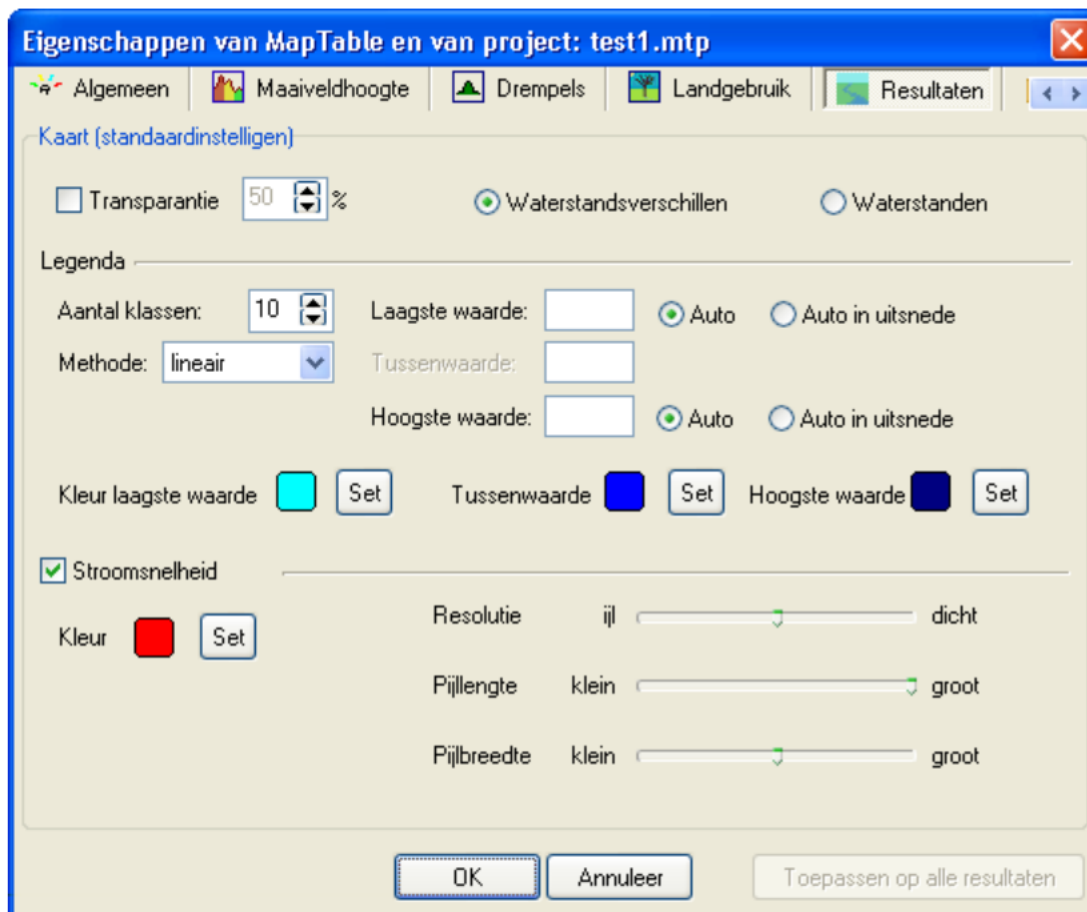 Eigenschappen van MapTable en van project: test1.mtp
Algemeen Maaiveldhoogte Drempels Landgebruik Resultaten
Kaart (standaardinstelligen)
Transparantie 50 % Waterstandsverschillen Waterstanden
Legenda
Aantal klassen: 10 Laagste waarde: Auto Auto in uitsnede
Methode: lineair Tussenwaarde:
Hoogste waarde: Auto Auto in uitsnede
Kleur laagste waarde Set Tussenwaarde Set Hoogste waarde Set
Stroomsnelheid
Resolutie ijl dicht
Kleur Set
Pijllengte klein groot
Pijlbreedte klein groot
OK Annuleer Toepassen op alle resultaten